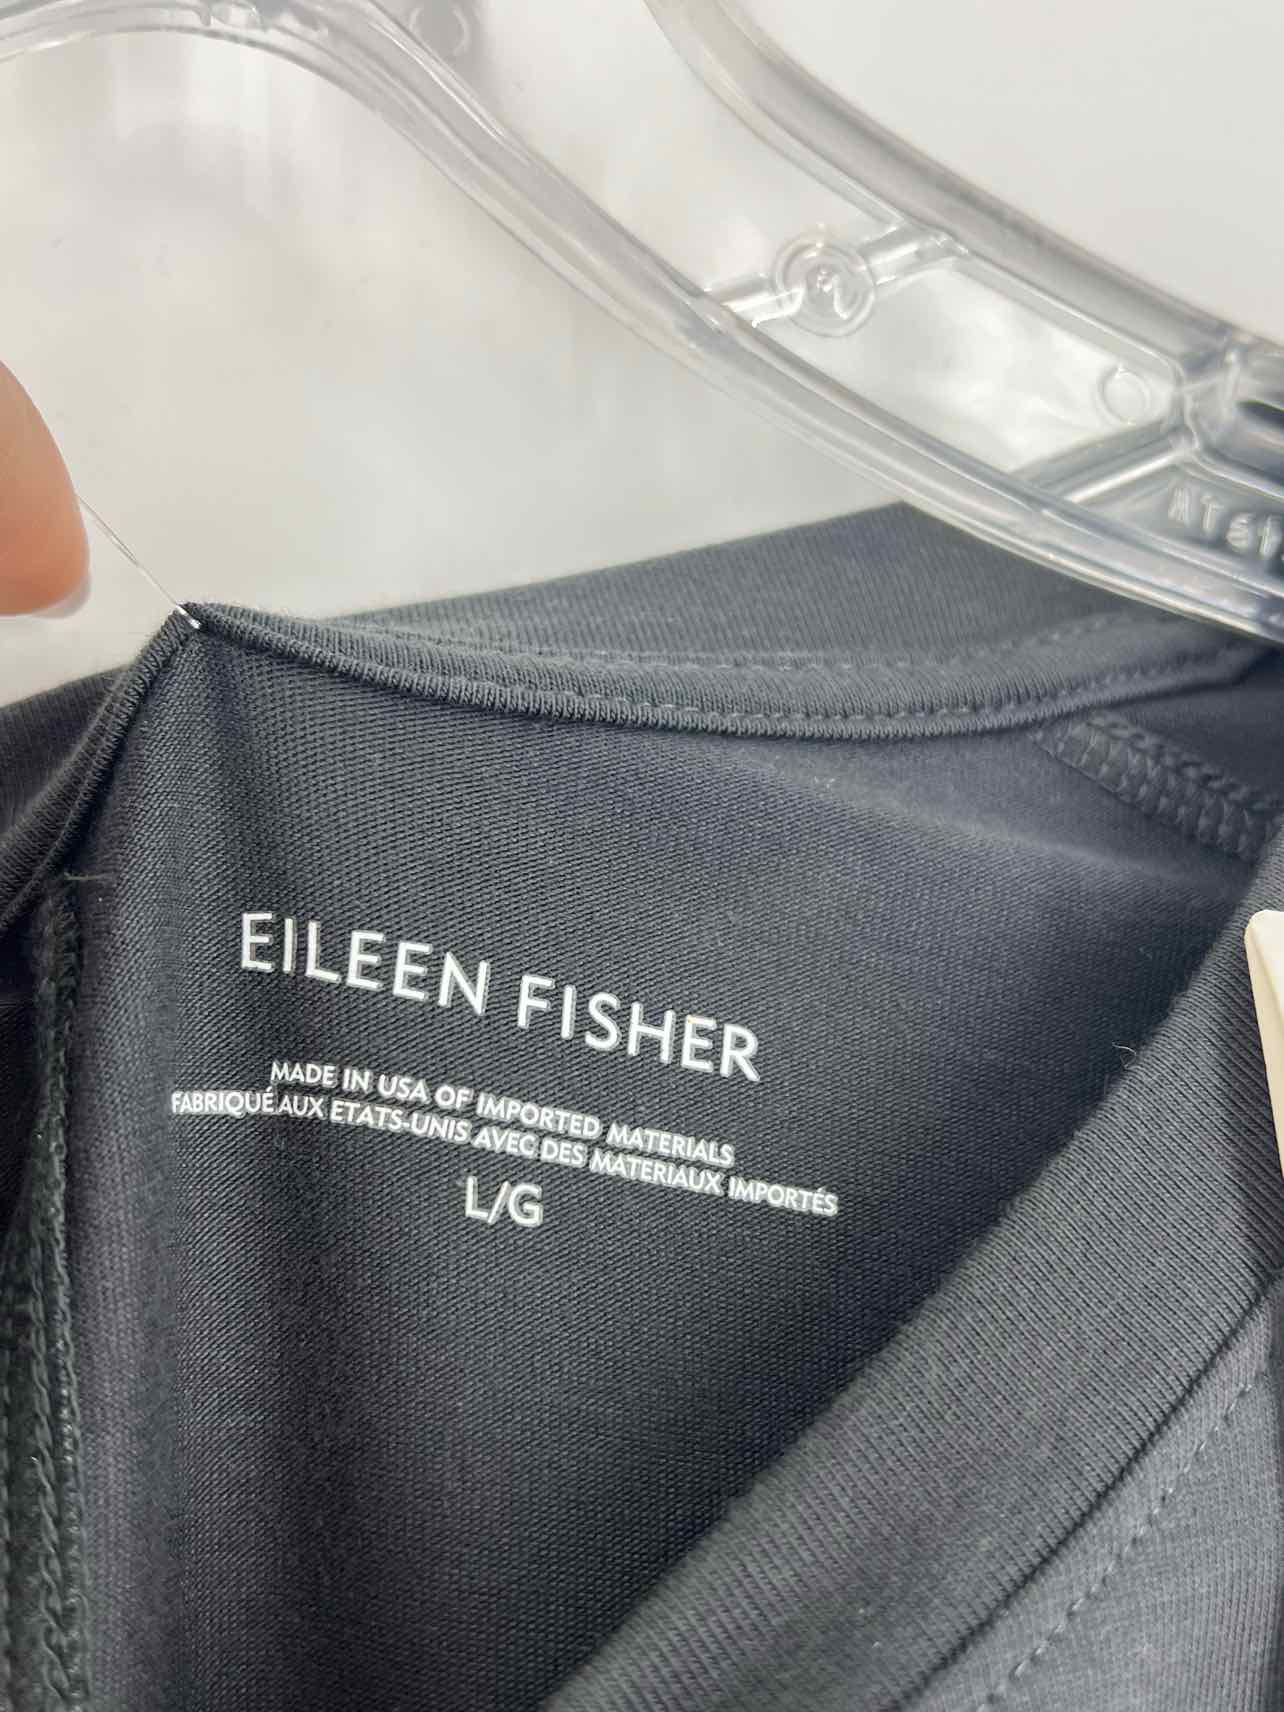 EILEEN FISHER
MADE IN USA OF IMPORTED MATERIALS
FABRIQUÉ AUX ETATS-UNIS AVEC DES MATERIAUX IMPORTÉS
L/G